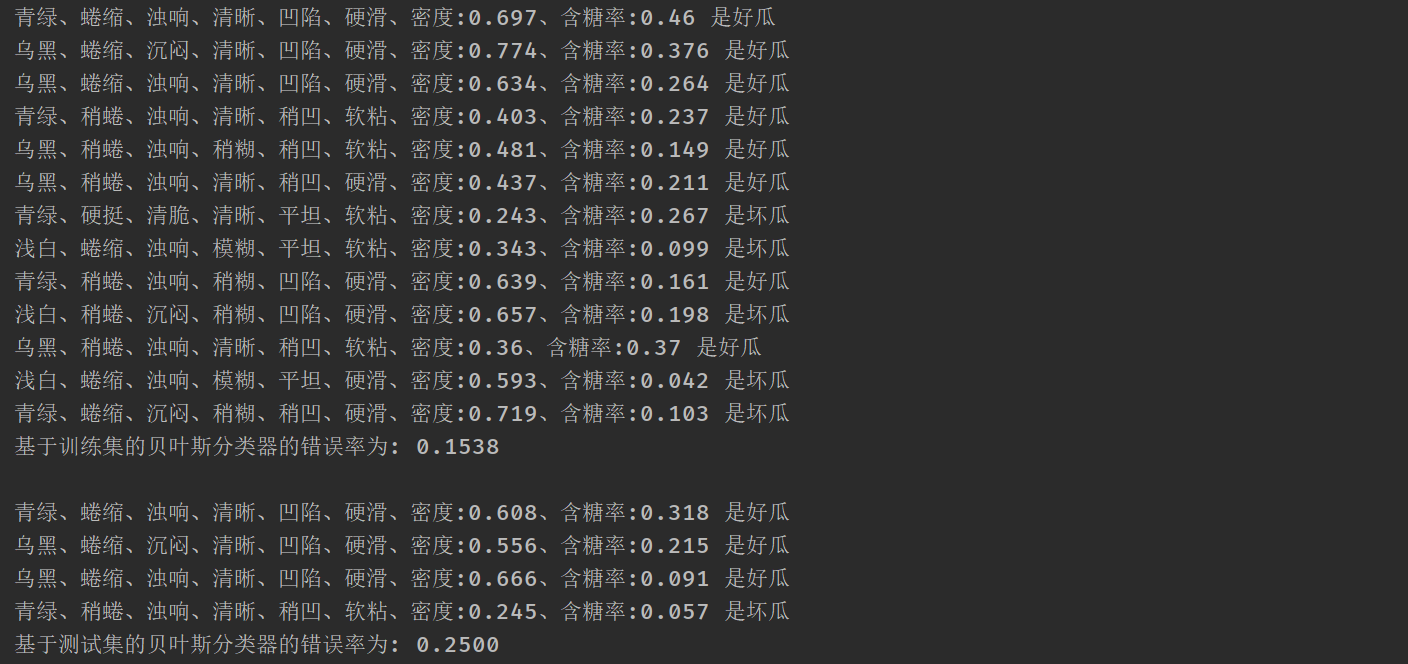 青绿、蜷缩、浊响、清晰、凹陷、硬滑、密度:0.697、含糖率:0.46 是好瓜
乌黑、蜷缩、沉闷、清晰、凹陷、硬滑、密度:0.774、含糖率:0.376 是好瓜
乌黑、蜷缩、浊响、清晰、凹陷、硬滑、密度:0.634、含糖率:0.264 是好瓜
青绿、稍蜷、浊响、清晰、稍凹、软粘、密度:0.403、含糖率:0.237 是好瓜
乌黑、稍蜷、浊响、稍糊、稍凹、软粘、密度:0.481、含糖率:0.149 是好瓜
乌黑、稍蜷、浊响、清晰、稍凹、硬滑、密度:0.437、含糖率:0.211 是好瓜
青绿、硬挺、清脆、清晰、平坦、软粘、密度:0.243、含糖率:0.267 是坏瓜
浅白、蜷缩、浊响、模糊、平坦、软粘、密度:0.343、含糖率:0.099 是坏瓜
青绿、稍蜷、浊响、稍糊、凹陷、硬滑、密度:0.639、含糖率:0.161 是好瓜
浅白、稍蜷、沉闷、稍糊、凹陷、硬滑、密度:0.657、含糖率:0.198 是坏瓜
乌黑、稍蜷、浊响、清晰、稍凹、软粘、密度:0.36、含糖率:0.37 是好瓜
浅白、蜷缩、浊响、模糊、平坦、硬滑、密度:0.593、含糖率:0.042 是坏瓜
青绿、蜷缩、沉闷、稍糊、稍凹、硬滑、密度:0.719、含糖率:0.103 是坏瓜
基于训练集的贝叶斯分类器的错误率为: 0.1538
青绿、蜷缩、浊响、清晰、凹陷、硬滑、密度:0.608、含糖率:0.318 是好瓜
乌黑、蜷缩、沉闷、清晰、凹陷、硬滑、密度:0.556、含糖率:0.215 是好瓜
乌黑、蜷缩、浊响、清晰、凹陷、硬滑、密度:0.666、含糖率:0.091 是好瓜
青绿、稍蜷、浊响、清晰、稍凹、软粘、密度:0.245、含糖率:0.057 是坏瓜
基于测试集的贝叶斯分类器的错误率为: 0.2500